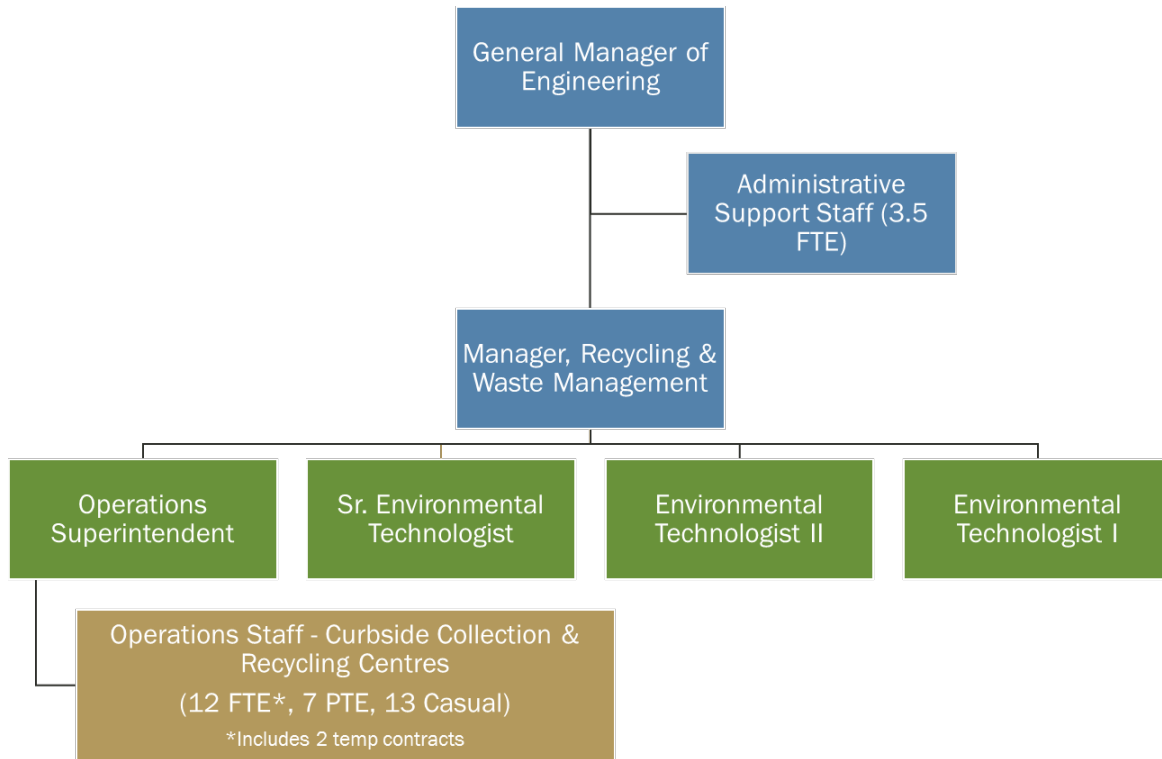 General Manager of
Engineering
Administrative
Support Staff (3.5
FTE)
Manager, Recycling &
Waste Management
Operations
Superintendent
Sr. Environmental
Technologist
Environmental
Technologist II
Environmental
Technologist I
Operations Staff - Curbside Collection &
Recycling Centres
(12 FTE*, 7 PTE, 13 Casual)
*Includes 2 temp contracts